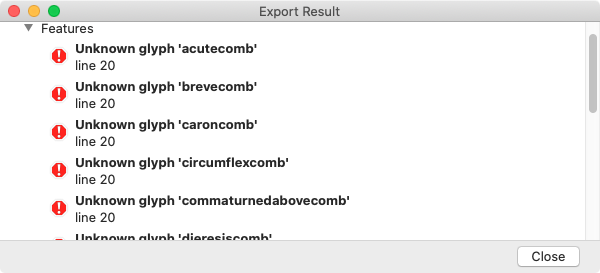 Export Result
Features
Unknown glyph 'acutecomb'
line 20
Unknown glyph 'brevecomb'
line 20
Unknown glyph 'caroncomb'
line 20
Unknown glyph 'circumflexcomb'
line 20
Unknown glyph 'commaturnedabovecomb'
line 20
Unknown glyph 'dieresiscomb'
Close